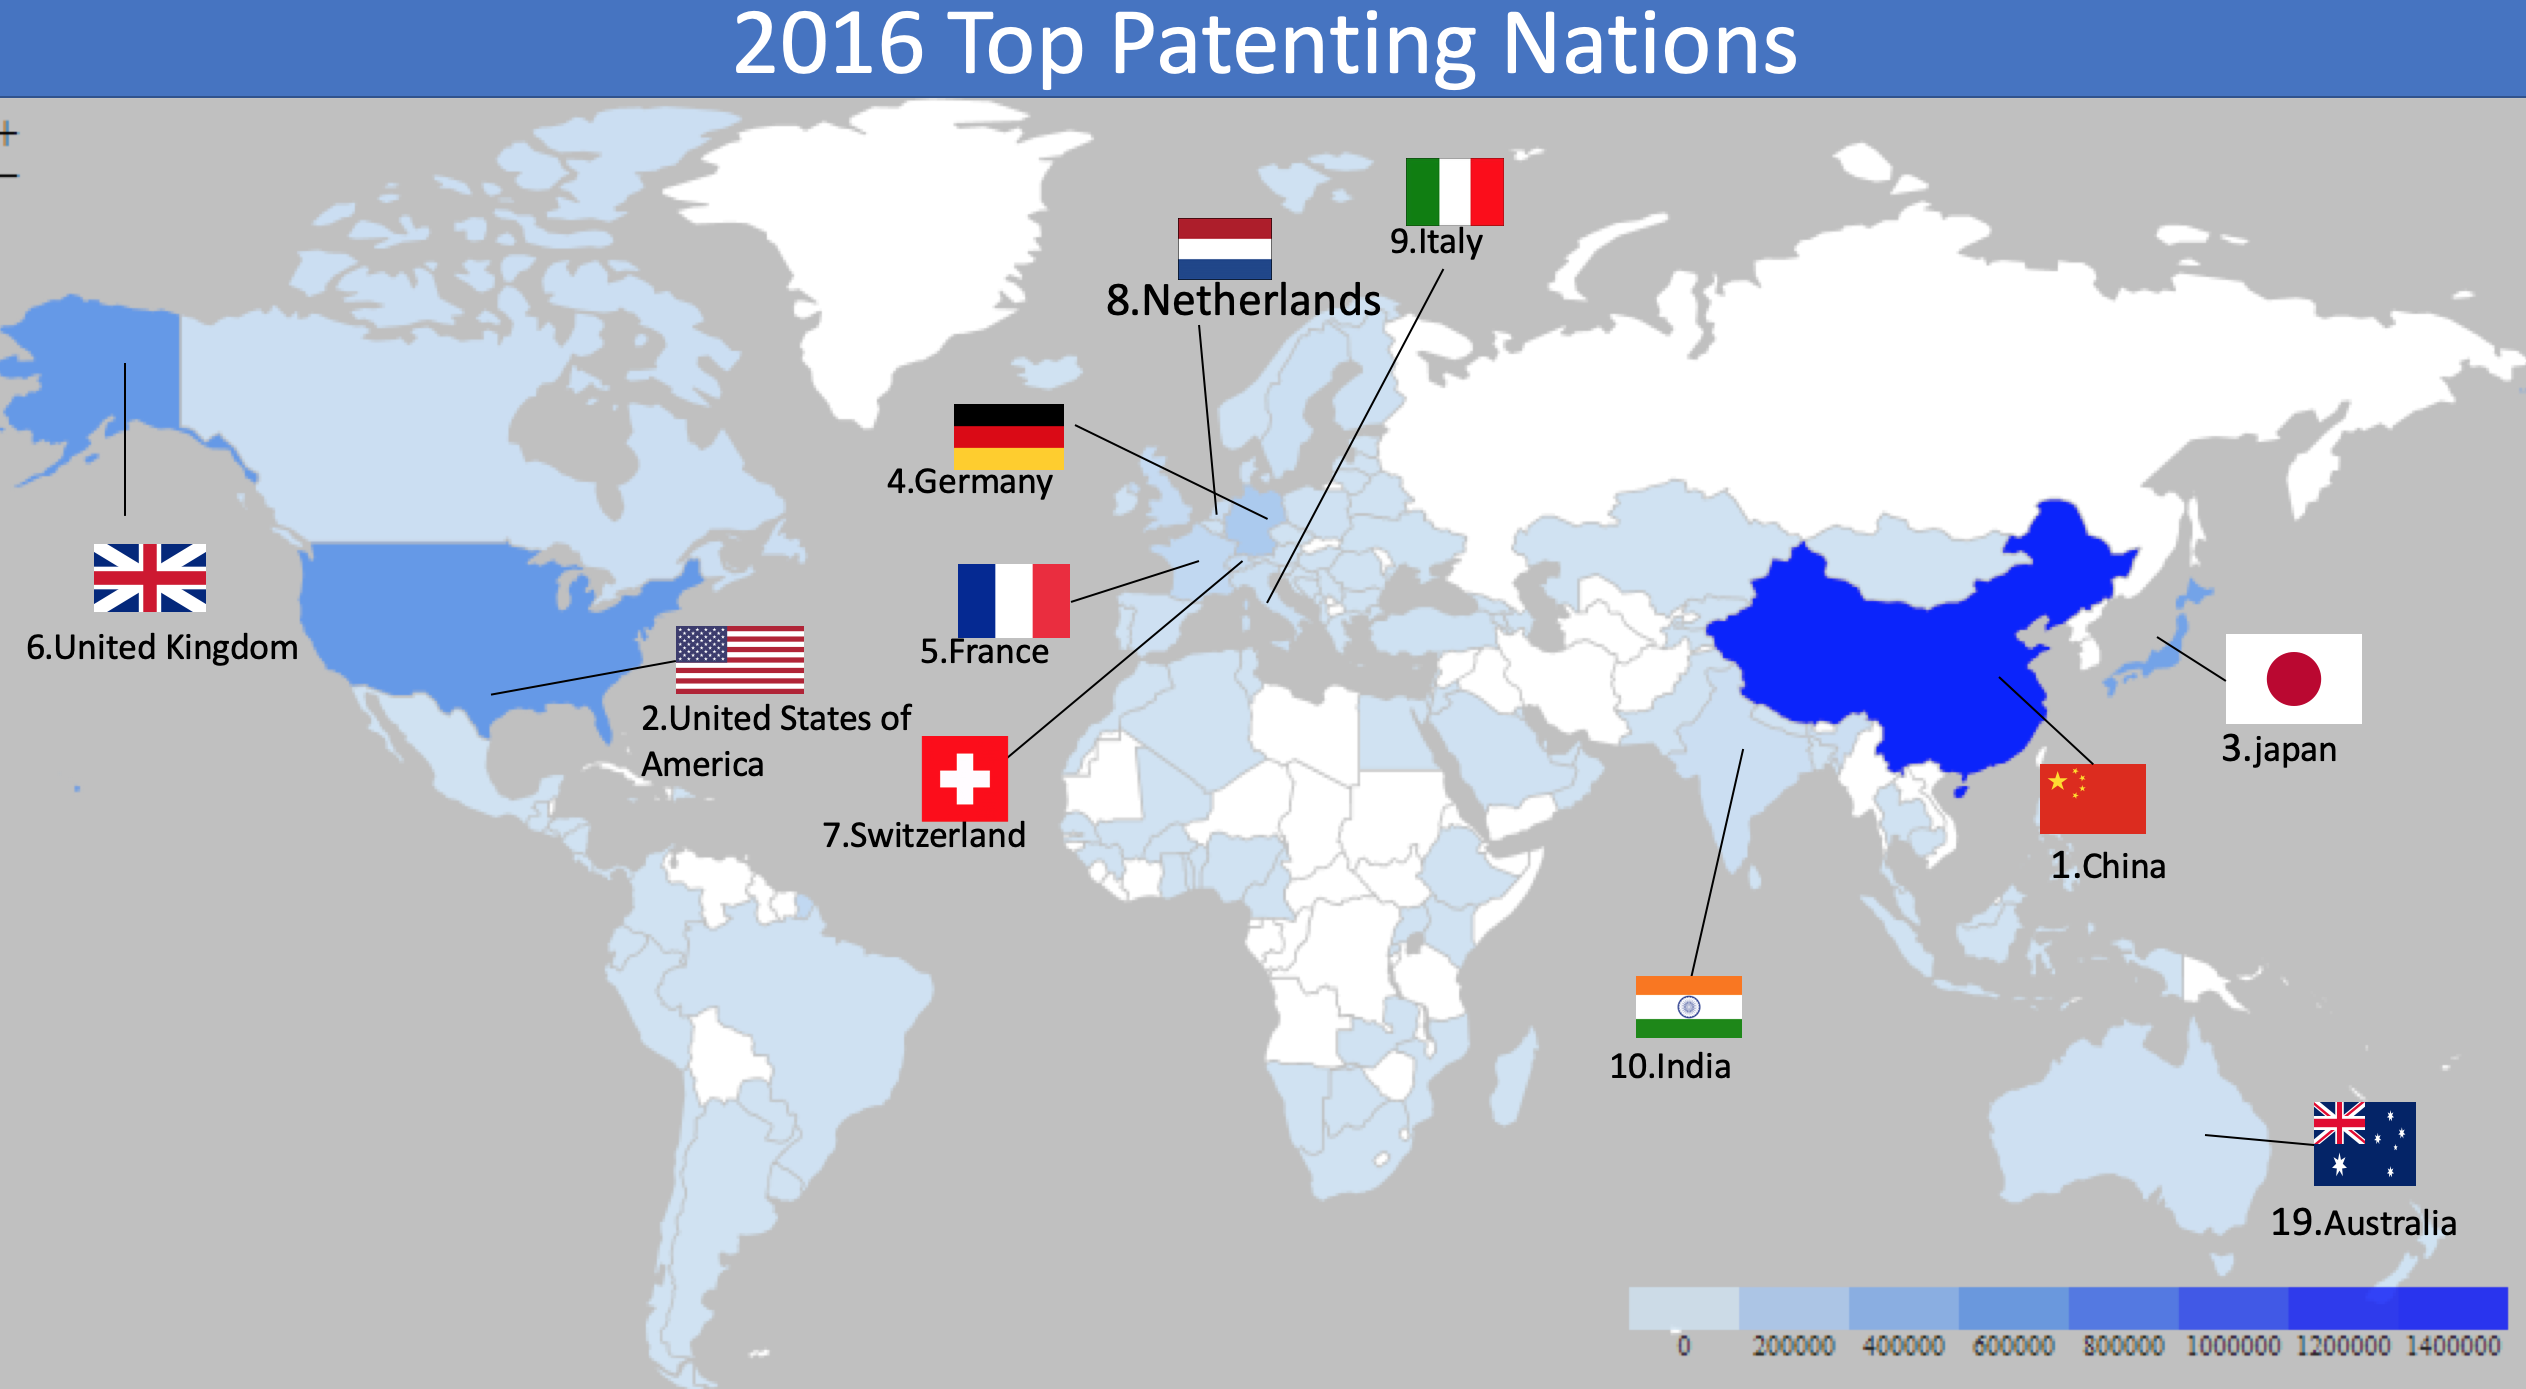 2016 Top Patenting Nations
+
−
9.Italy
8.Netherlands
4.Germany
5.France
6.United Kingdom
2.United States of
America
7.Switzerland
3.japan
1.China
10.India
19.Australia
0 200000 400000 600000 800000 1000000 1200000 1400000